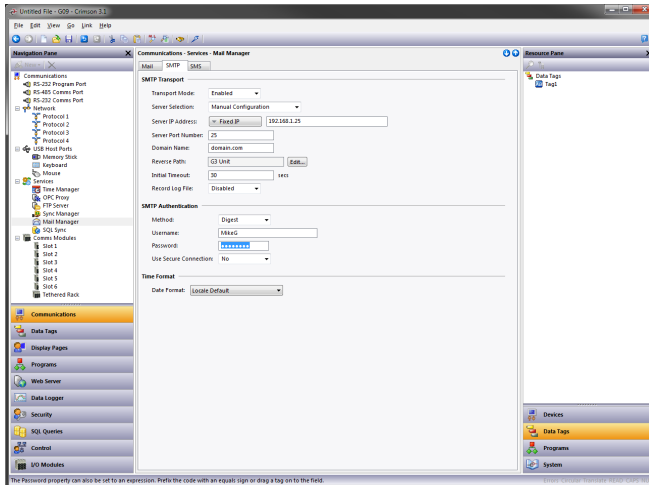 Untitled File - G09 - Crimson 3.1
File Edit View Go Link Help
Navigation Pane
Communications
RS-232 Program Port
RS-485 Comms Port
RS-232 Comms Port
Network
Protocol 1
Protocol 2
Protocol 3
Protocol 4
USB Host Ports
Memory Stick
Keyboard
Mouse
Services
Time Manager
OPC Proxy
FTP Server
Sync Manager
Mail Manager
SQL Sync
Comms Modules
Slot 1
Slot 2
Slot 3
Slot 4
Slot 5
Slot 6
Tethered Rack
Communications
Data Tags
Display Pages
Programs
Web Server
Data Logger
Security
SQL Queries
Control
I/O Modules
Communications - Services - Mail Manager
Mail SMTP SMS
SMTP Transport
Transport Mode: Enabled
Server Selection: Manual Configuration
Server IP Address: Fixed IP 192.168.1.25
Server Port Number: 25
Domain Name: domain.com
Reverse Path: G3 Unit Edit...
Initial Timeout: 30 secs
Record Log File: Disabled
SMTP Authentication
Method: Digest
Username: MikeG
Password: ••••••••
Use Secure Connection: No
Time Format
Date Format: Locale Default
Resource Pane
Data Tags
Tag1
Devices
Data Tags
Programs
System
The Password property can also be set to an expression. Prefix the code with an equals sign or drag a tag on to the field.